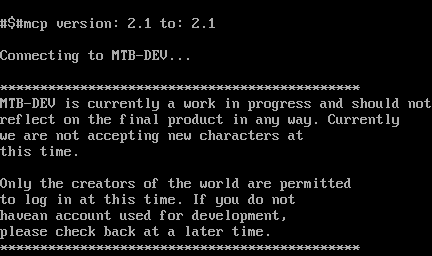 #$#mcp version: 2.1 to: 2.1
Connecting to MTB-DEV...
*********************************************
MTB-DEV is currently a work in progress and should not
reflect on the final product in any way. Currently
we are not accepting new characters at
this time.
Only the creators of the world are permitted
to log in at this time. If you do not
havean account used for development,
please check back at a later time.
*********************************************